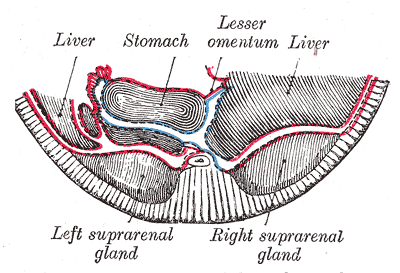 Lesser
Liver Stomach omentum Liver
Left suprarenal Right suprarenal
gland gland